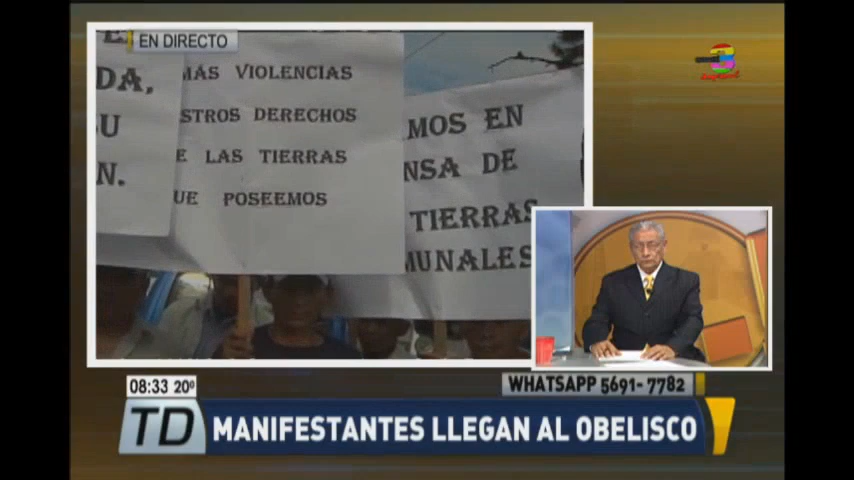 EN DIRECTO
DA,
N.
MÁS VIOLENCIAS
STROS DERECHOS
E LAS TIERRAS
UE POSEEMOS
MOS EN
NSA DE
TIERRAS
MUNALES
3
08:33 20º
WHATSAPP 5691-7782
TD
MANIFESTANTES LLEGAN AL OBELISCO